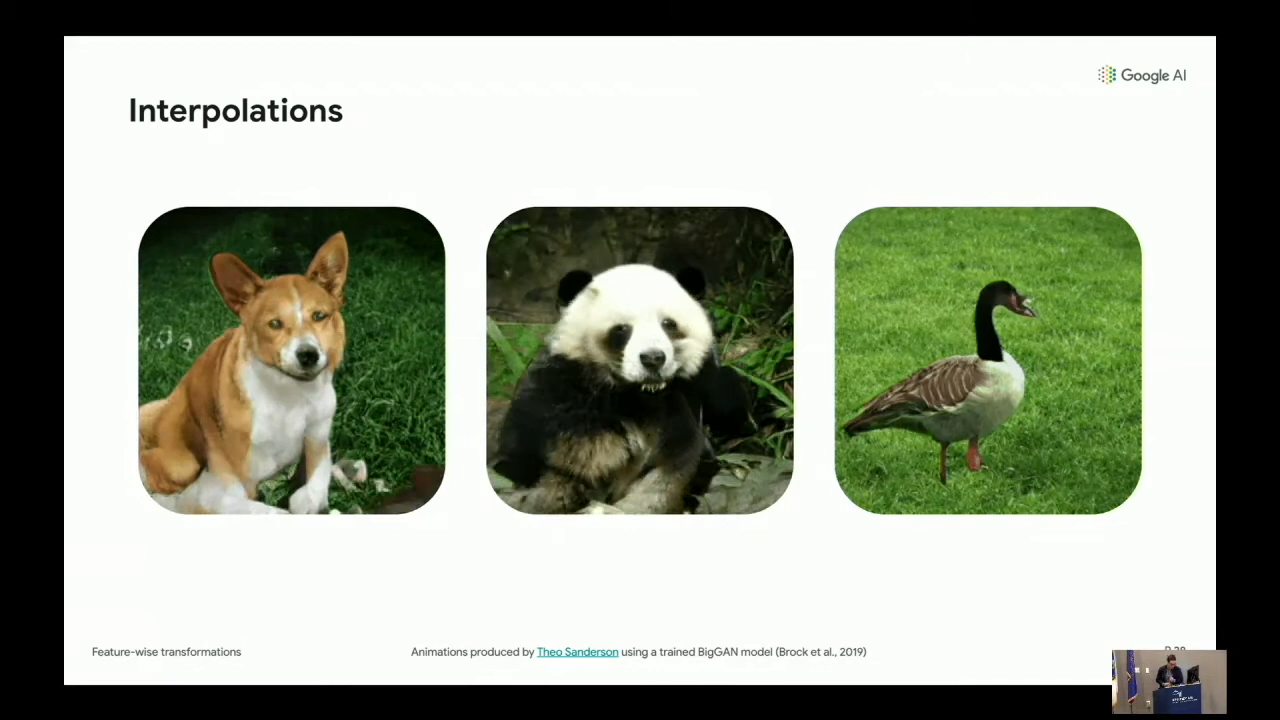 Google AI
Interpolations
Feature-wise transformations
Animations produced by Theo Sanderson using a trained BigGAN model (Brock et al., 2019)